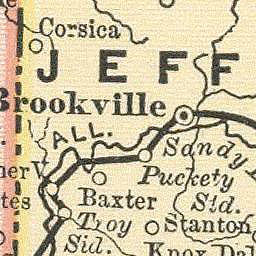 Corsica
JEFF
Brookville
ALL.
Sandy
Puckety
Baxter
Sid.
Troy
Stanton
Sid.
Knox Dal